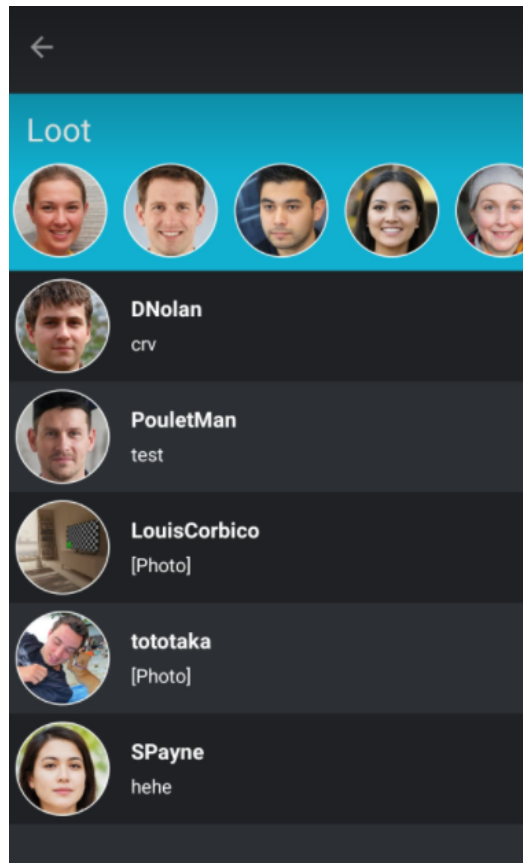 Loot
DNolan
crv
PouletMan
test
LouisCorbico
[Photo]
tototaka
[Photo]
SPayne
hehe